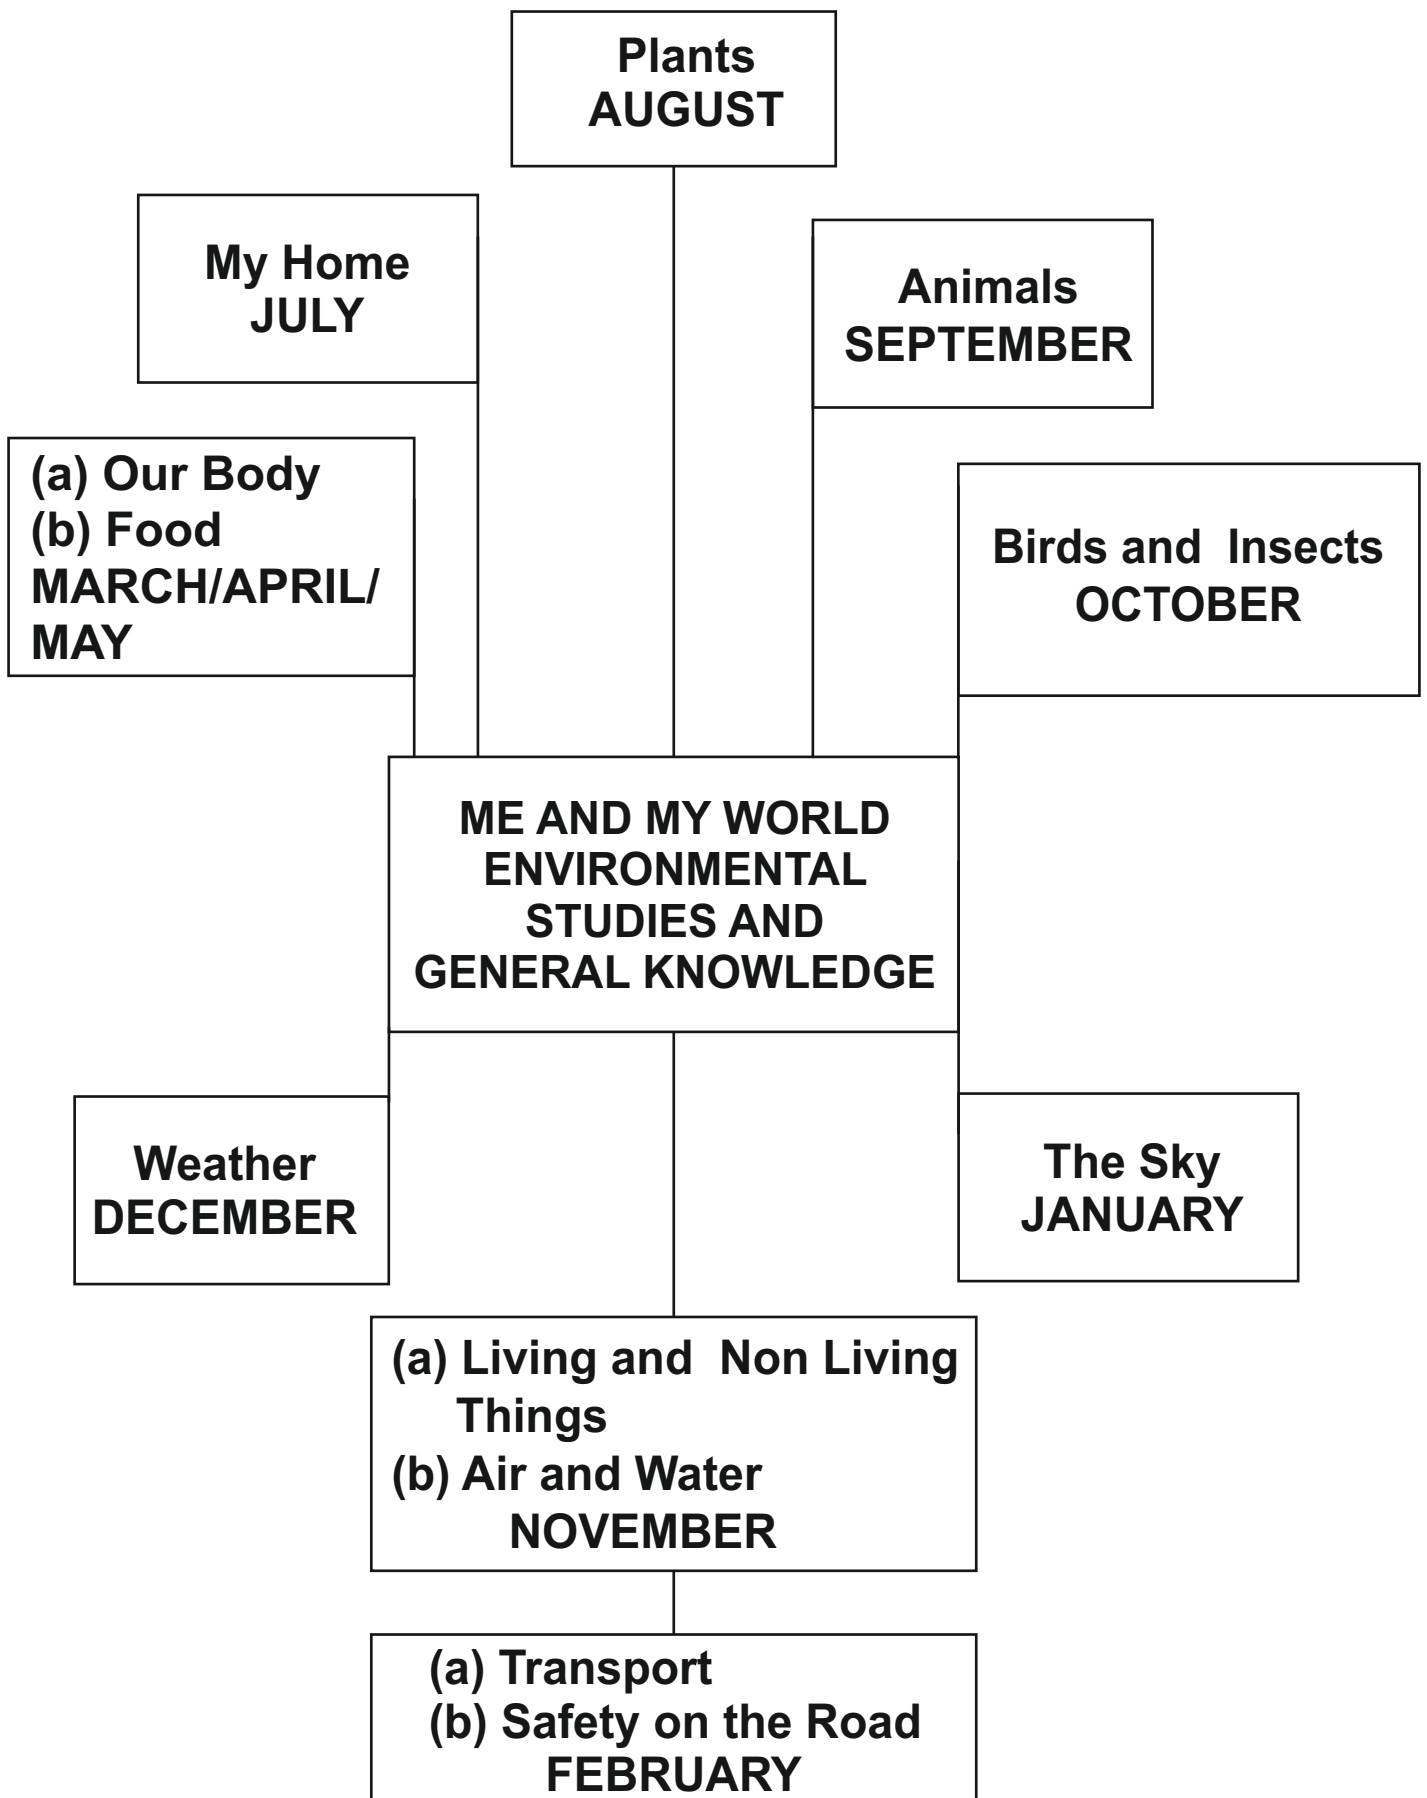 Plants
AUGUST
My Home
JULY
Animals
SEPTEMBER
(a) Our Body
(b) Food
MARCH/APRIL/
MAY
Birds and Insects
OCTOBER
ME AND MY WORLD
ENVIRONMENTAL
STUDIES AND
GENERAL KNOWLEDGE
Weather
DECEMBER
The Sky
JANUARY
(a) Living and Non Living
Things
(b) Air and Water
NOVEMBER
(a) Transport
(b) Safety on the Road
FEBRUARY